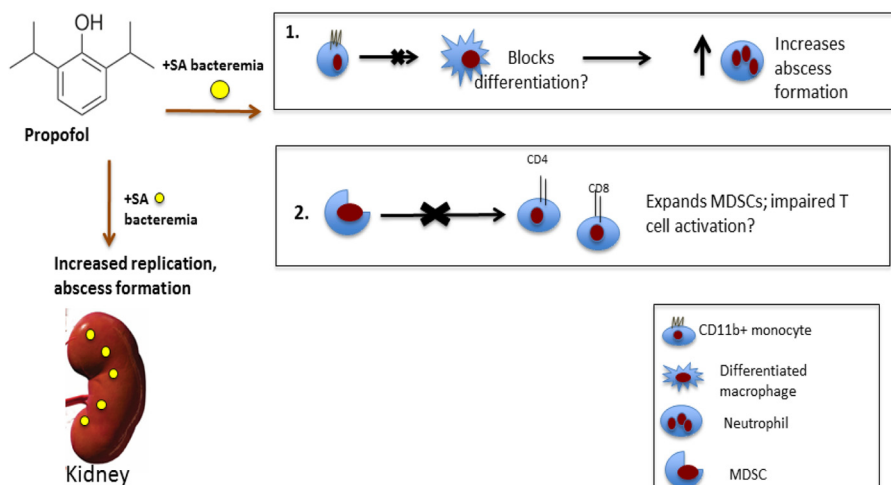 OH
Propofol
+SA bacteremia
1.
Blocks
differentiation?
Increases
abscess
formation
+SA
bacteremia
Increased replication,
abscess formation
Kidney
2.
CD4
CD8
Expands MDSCs; impaired T
cell activation?
CD11b+ monocyte
Differentiated
macrophage
Neutrophil
MDSC